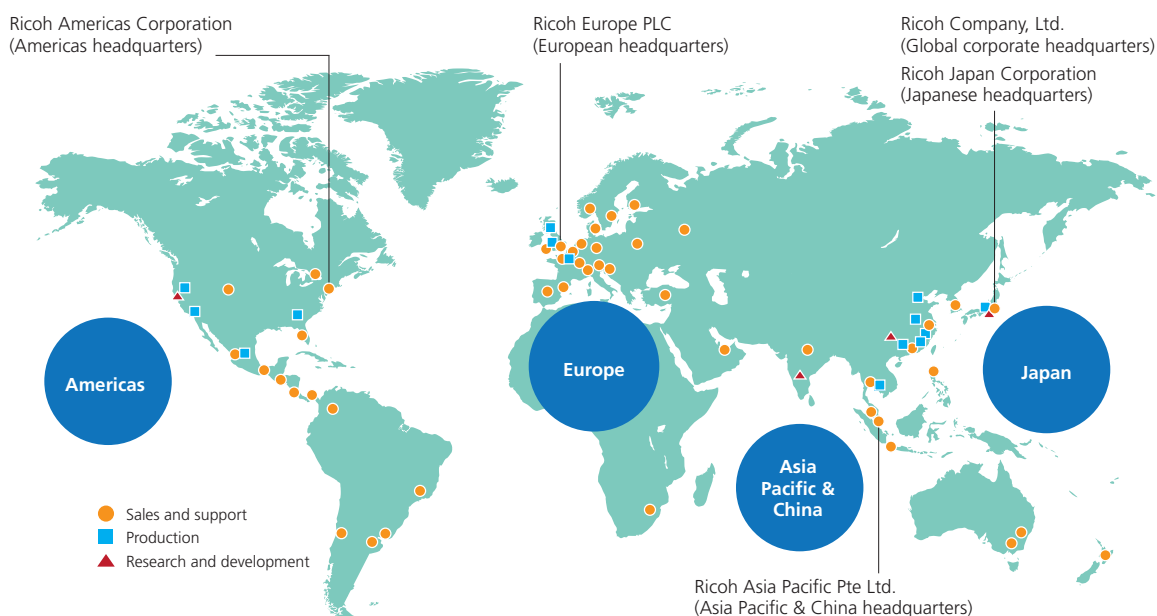 Ricoh Americas Corporation
(Americas headquarters)
Ricoh Europe PLC
(European headquarters)
Ricoh Company, Ltd.
(Global corporate headquarters)
Ricoh Japan Corporation
(Japanese headquarters)
Americas
Europe
Japan
Asia
Pacific &
China
Sales and support
Production
Research and development
Ricoh Asia Pacific Pte Ltd.
(Asia Pacific & China headquarters)